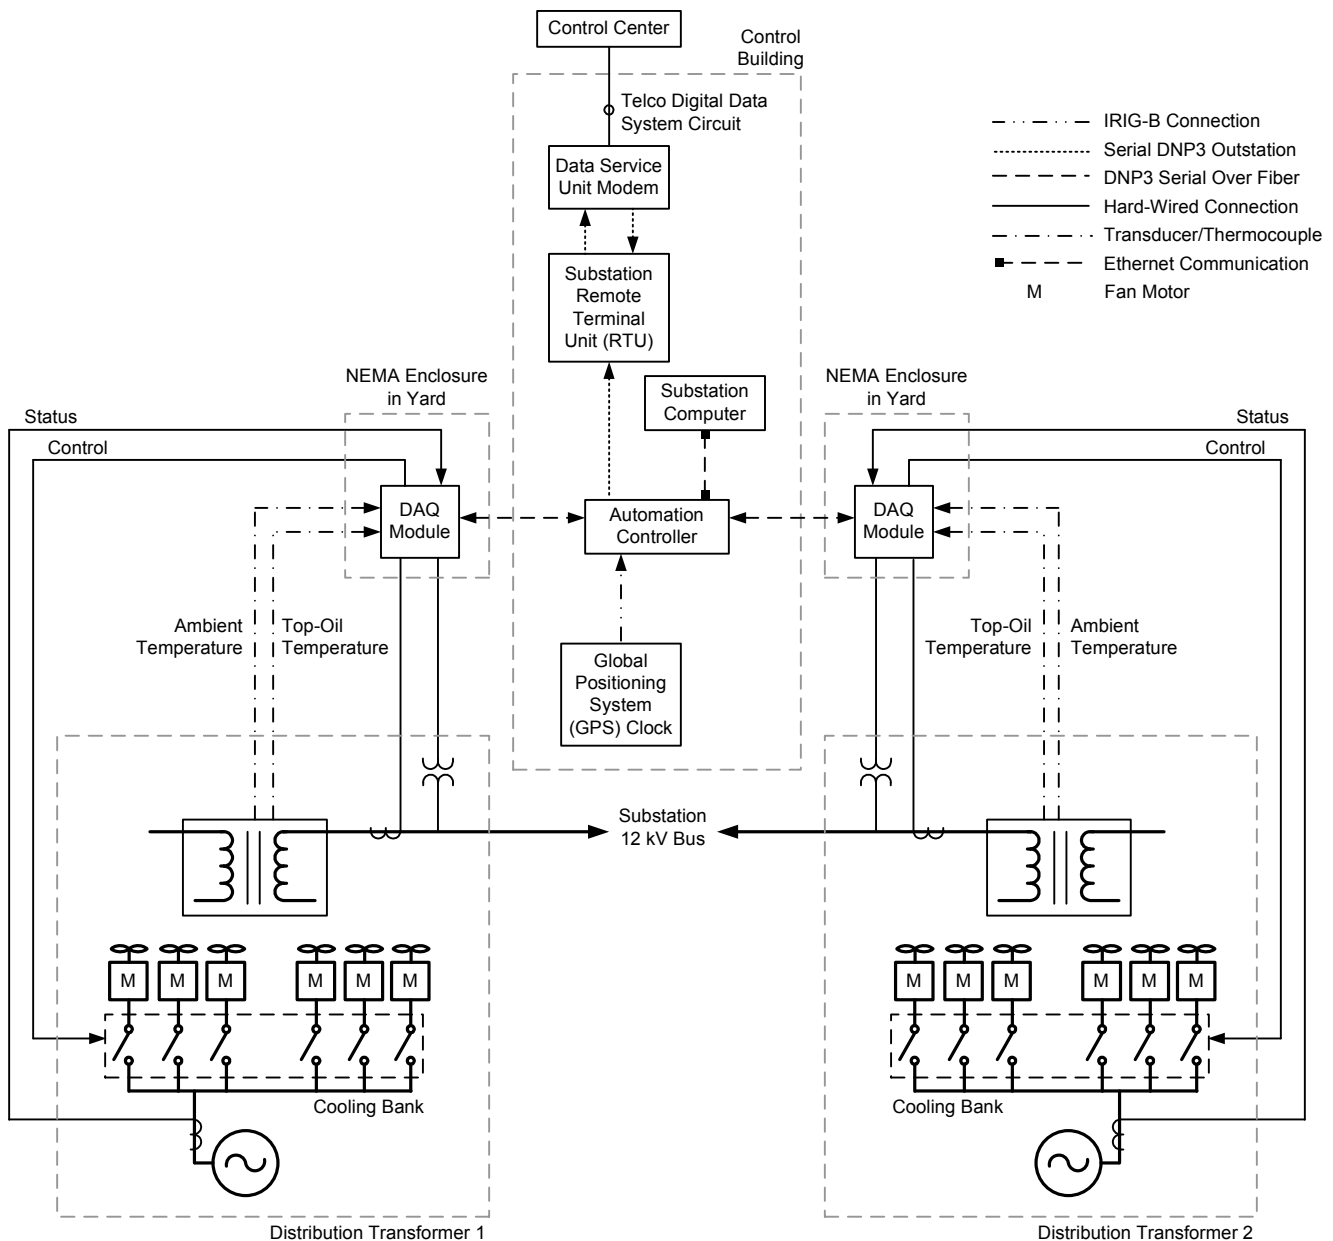 Control Center
Control
Building
Telco Digital Data
System Circuit
Data Service
Unit Modem
IRIG-B Connection
Serial DNP3 Outstation
DNP3 Serial Over Fiber
Hard-Wired Connection
Transducer/Thermocouple
Ethernet Communication
M Fan Motor
Substation
Remote
Terminal
Unit (RTU)
NEMA Enclosure
in Yard
Substation
Computer
NEMA Enclosure
in Yard
Status
Control
Status
Control
DAQ
Module
Automation
Controller
DAQ
Module
Ambient
Temperature
Top-Oil
Temperature
Top-Oil
Temperature
Ambient
Temperature
Global
Positioning
System
(GPS) Clock
Substation
12 kV Bus
M M M M M M
M M M M M M
Cooling Bank
Cooling Bank
Distribution Transformer 1
Distribution Transformer 2